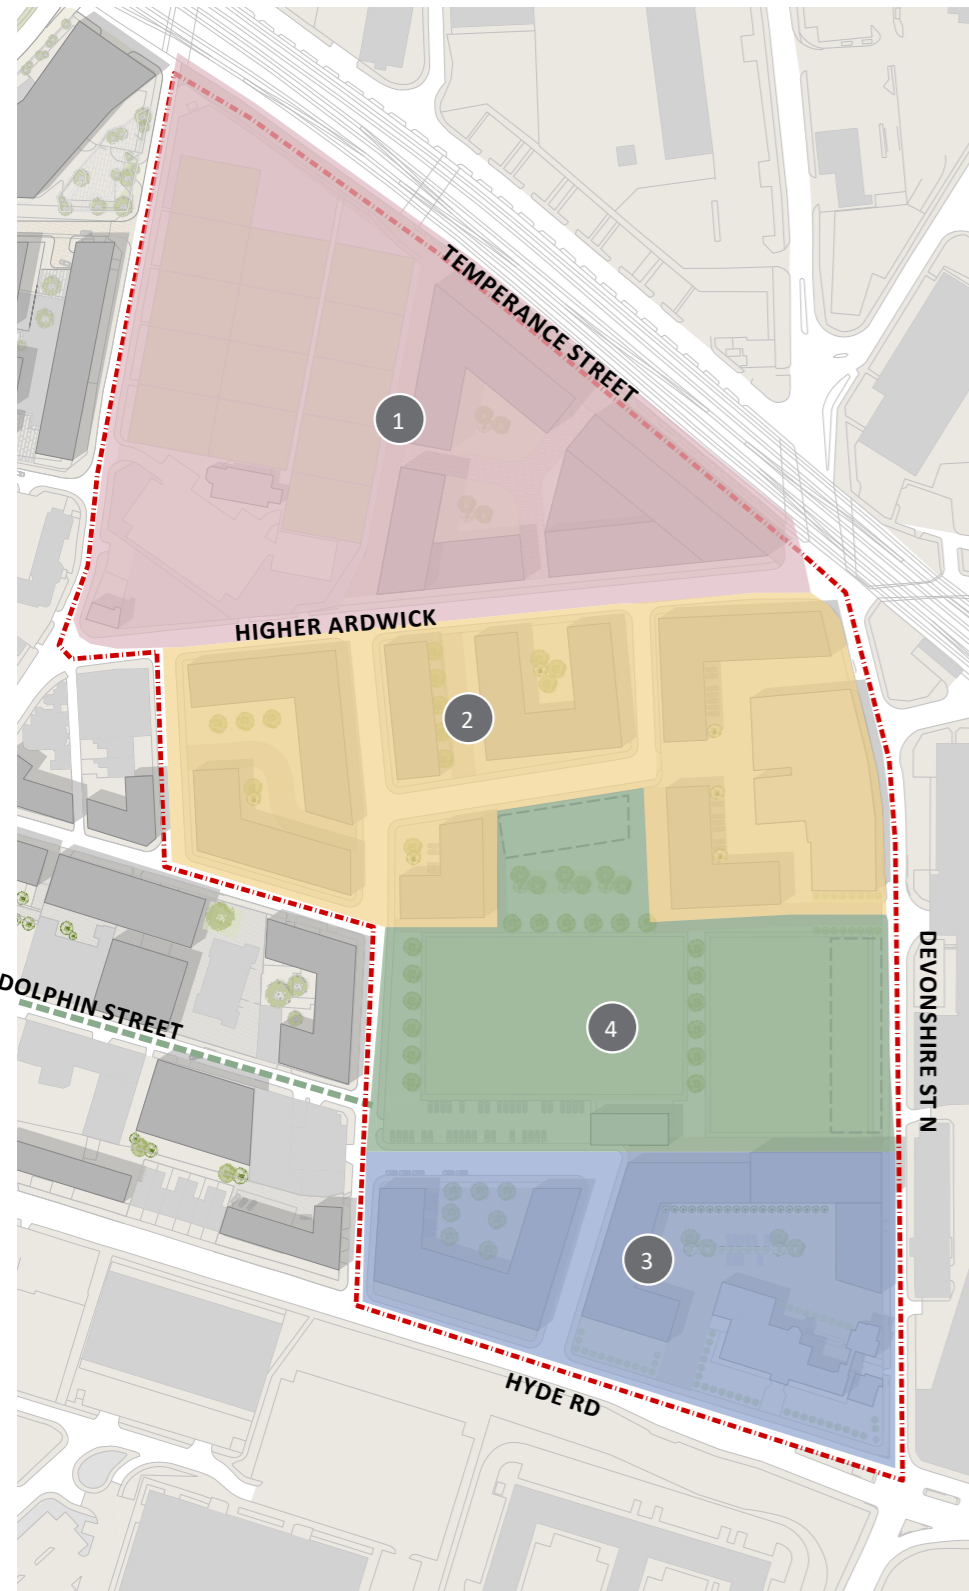 TEMPERANCE STREET
1
HIGHER ARDWICK
2
DOLPHIN STREET
4
DEVONSHIRE ST N
3
HYDE RD